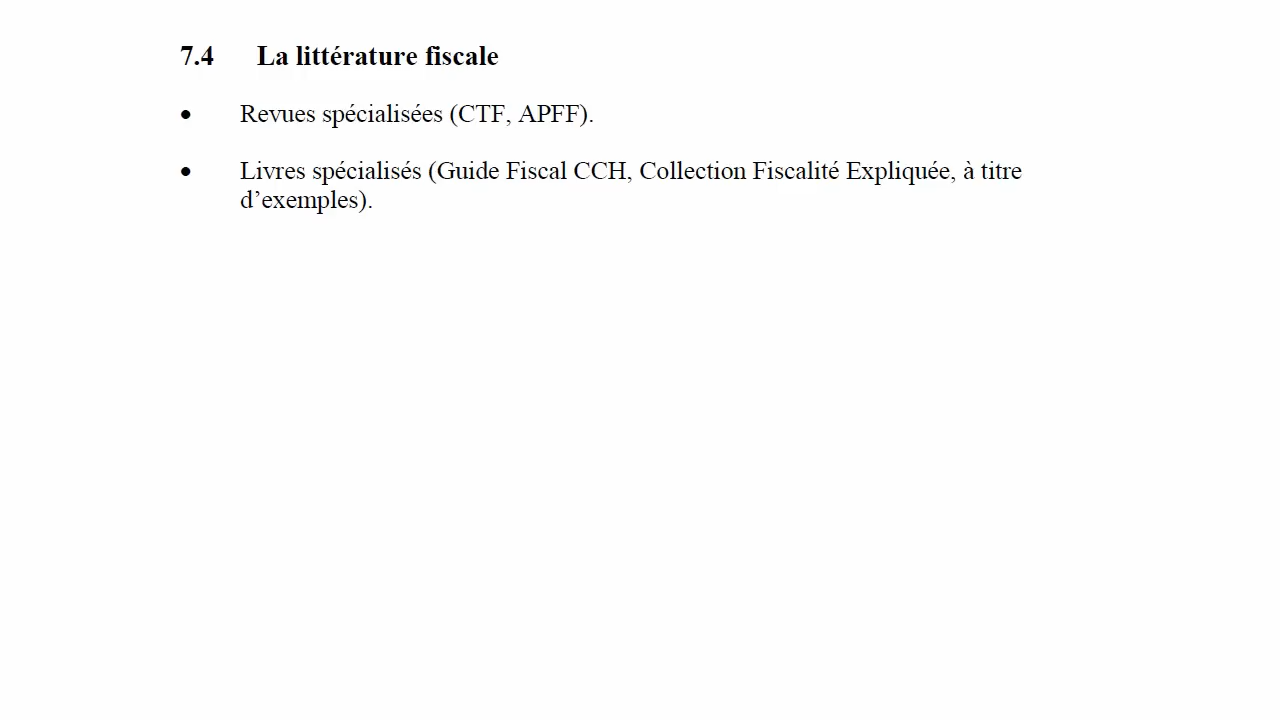 7.4 La littérature fiscale
• Revues spécialisées (CTF, APFF).
• Livres spécialisés (Guide Fiscal CCH, Collection Fiscalité Expliquée, à titre
d’exemples).